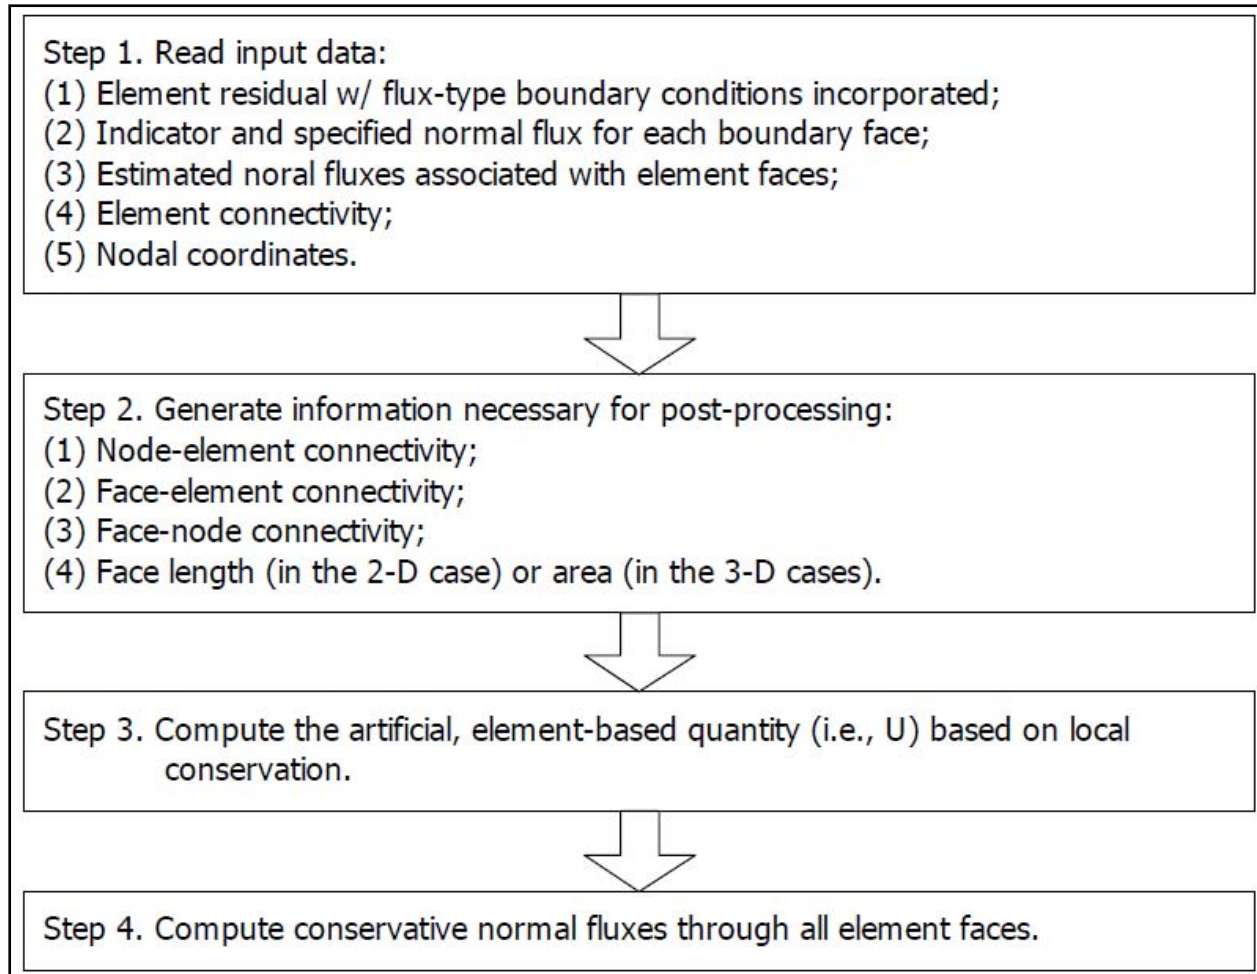 Step 1. Read input data:
(1) Element residual w/ flux-type boundary conditions incorporated;
(2) Indicator and specified normal flux for each boundary face;
(3) Estimated noral fluxes associated with element faces;
(4) Element connectivity;
(5) Nodal coordinates.
Step 2. Generate information necessary for post-processing:
(1) Node-element connectivity;
(2) Face-element connectivity;
(3) Face-node connectivity;
(4) Face length (in the 2-D case) or area (in the 3-D cases).
Step 3. Compute the artificial, element-based quantity (i.e., U) based on local
conservation.
Step 4. Compute conservative normal fluxes through all element faces.